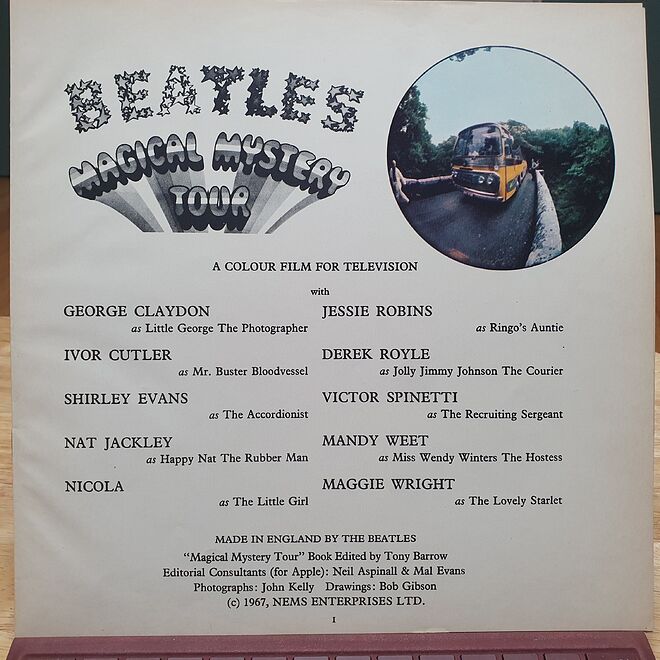 BEATLES
MAGICAL MYSTERY
TOUR
A COLOUR FILM FOR TELEVISION
with
GEORGE CLAYDON
as Little George The Photographer
JESSIE ROBINS
as Ringo's Auntie
IVOR CUTLER
as Mr. Buster Bloodvessel
DEREK ROYLE
as Jolly Jimmy Johnson The Courier
SHIRLEY EVANS
as The Accordionist
VICTOR SPINETTI
as The Recruiting Sergeant
NAT JACKLEY
as Happy Nat The Rubber Man
MANDY WEET
as Miss Wendy Winters The Hostess
NICOLA
as The Little Girl
MAGGIE WRIGHT
as The Lovely Starlet
MADE IN ENGLAND BY THE BEATLES
"Magical Mystery Tour" Book Edited by Tony Barrow
Editorial Consultants (for Apple): Neil Aspinall & Mal Evans
Photographs: John Kelly Drawings: Bob Gibson
(c) 1967, NEMS ENTERPRISES LTD.
1